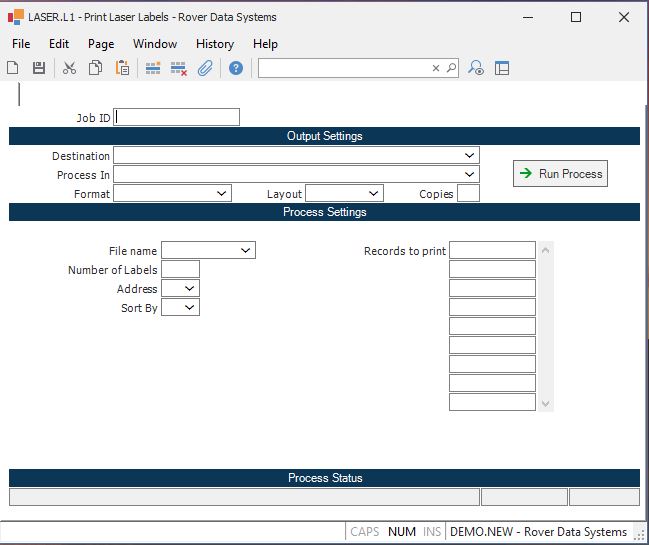 LASER.L1 - Print Laser Labels - Rover Data Systems
File Edit Page Window History Help
Job ID
Output Settings
Destination
Process In
Run Process
Format Layout Copies
Process Settings
File name Records to print
Number of Labels
Address
Sort By
Process Status
CAPS NUM INS DEMO.NEW - Rover Data Systems